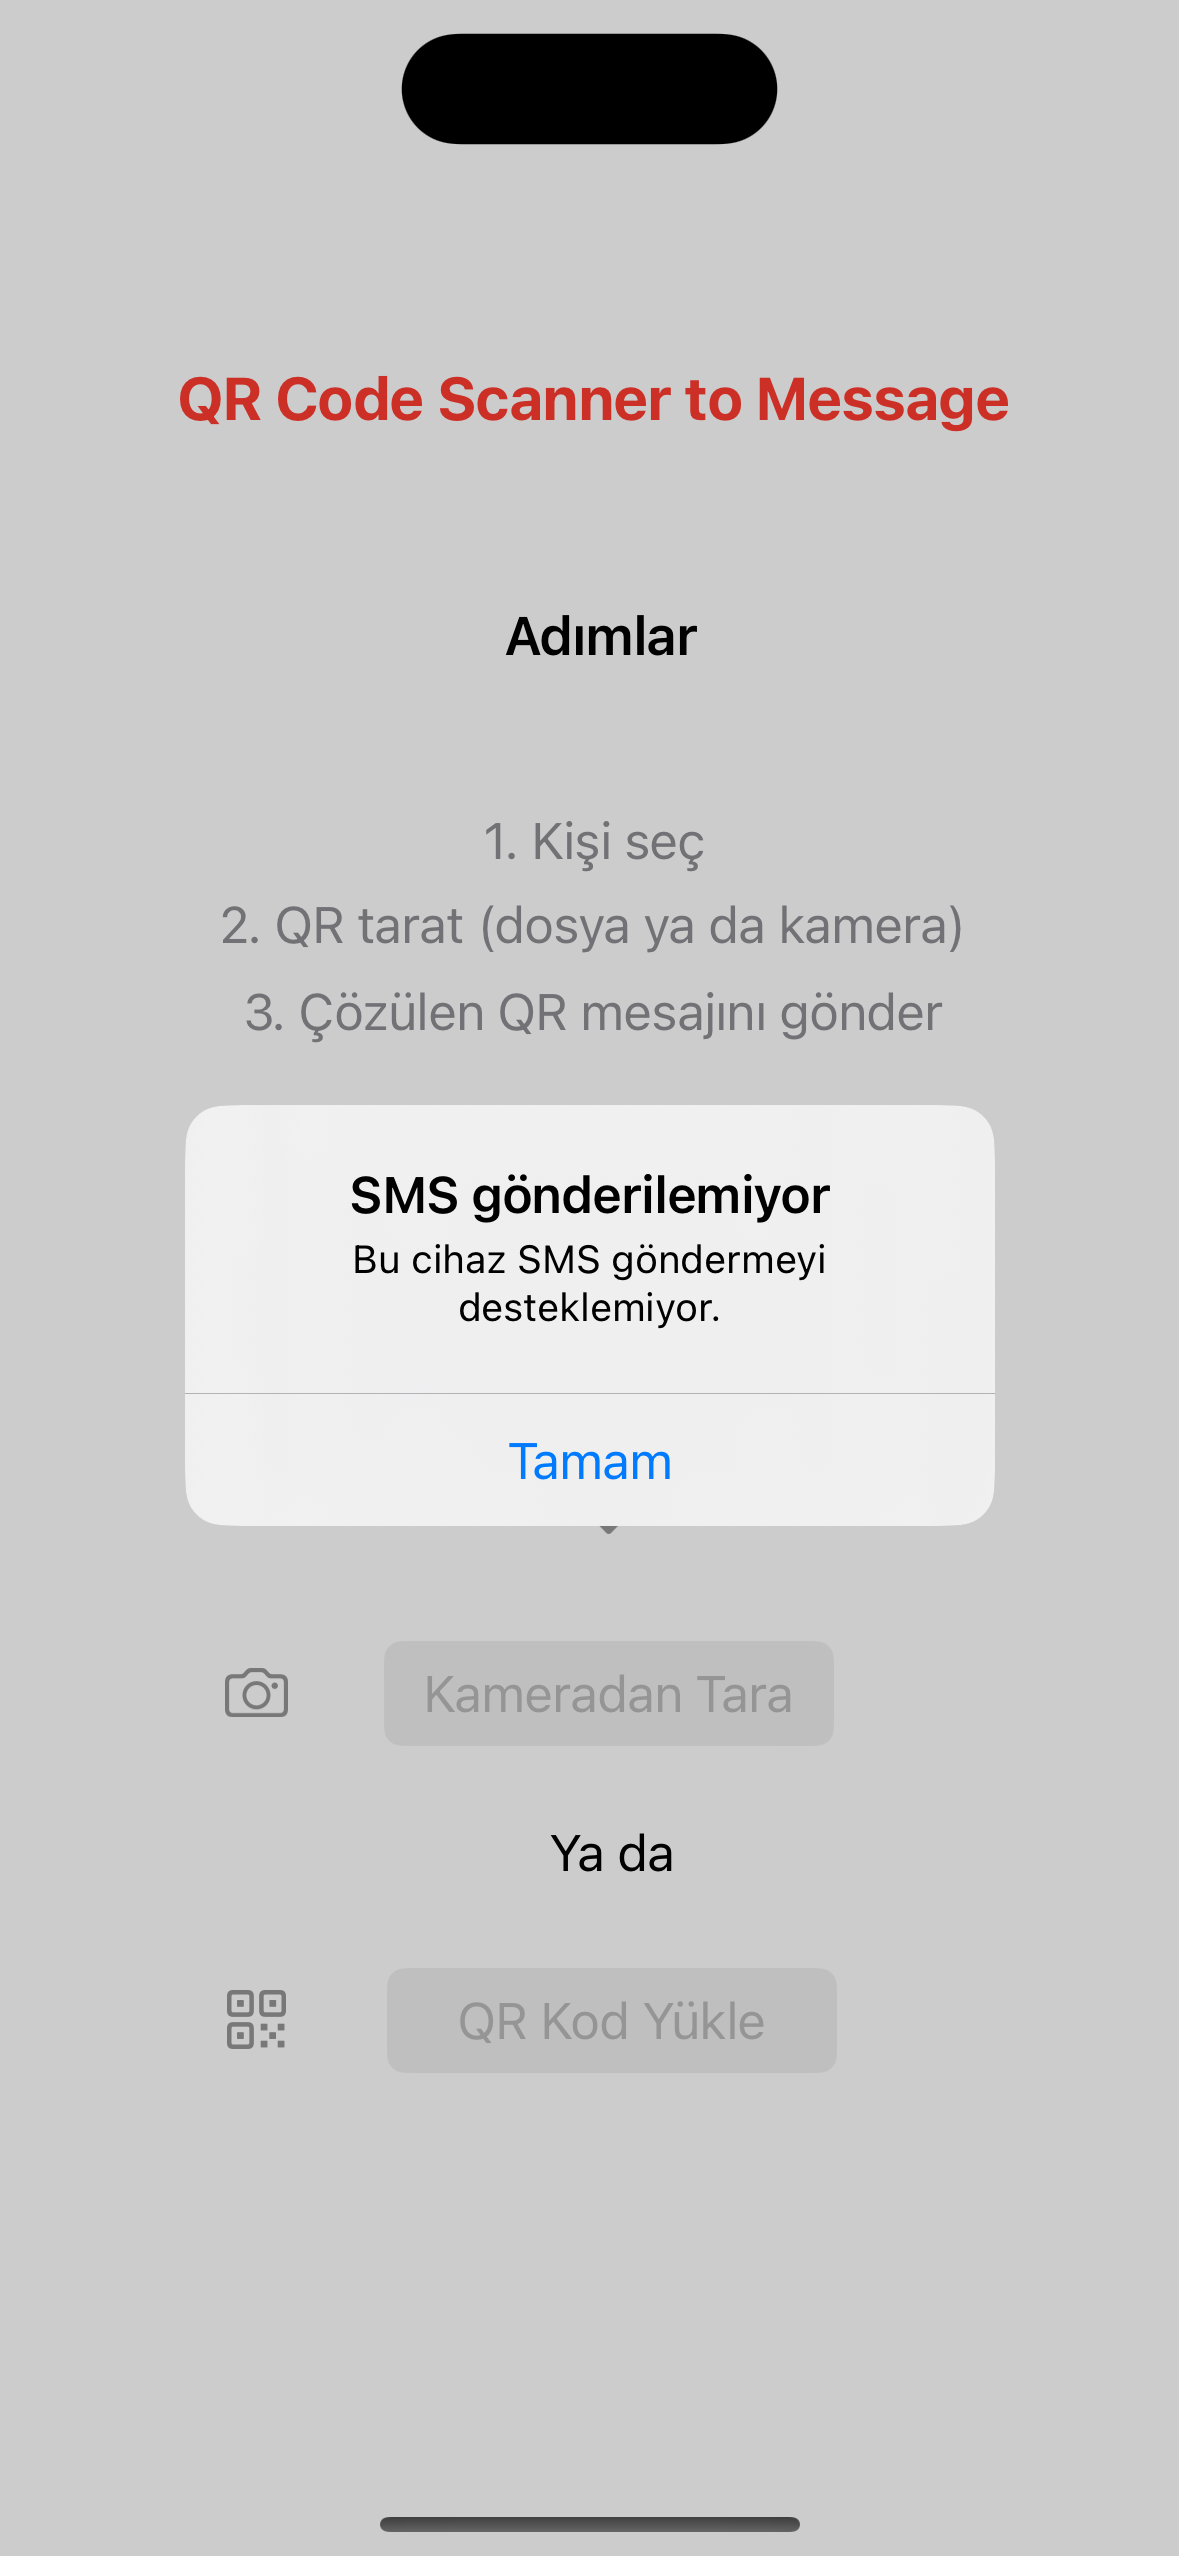 QR Code Scanner to Message
Adımlar
1. Kişi seç
2. QR tarat (dosya ya da kamera)
3. Çözülen QR mesajını gönder
SMS gönderilemiyor
Bu cihaz SMS göndermeyi
desteklemiyor.
Tamam
Kameradan Tara
Ya da
QR Kod Yükle